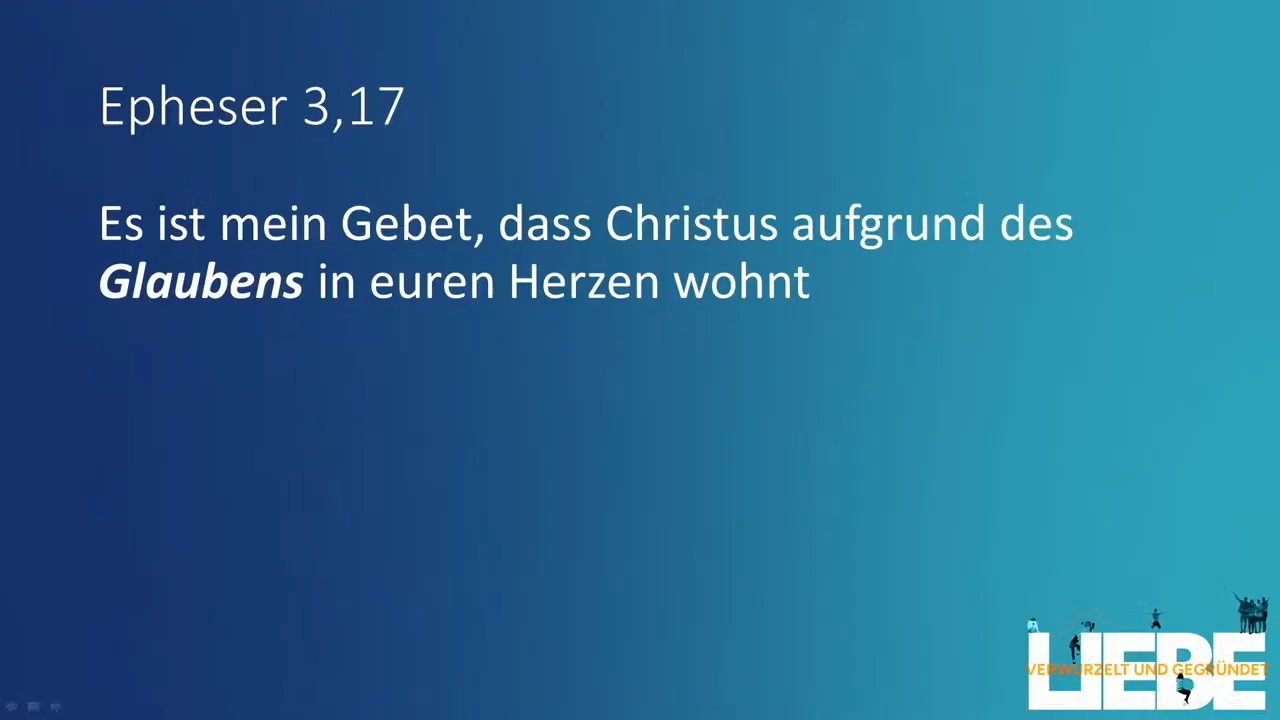 Epheser 3,17
Es ist mein Gebet, dass Christus aufgrund des
Glaubens in euren Herzen wohnt
LIEBE
VERWURZELT UND GEGRÜNDET